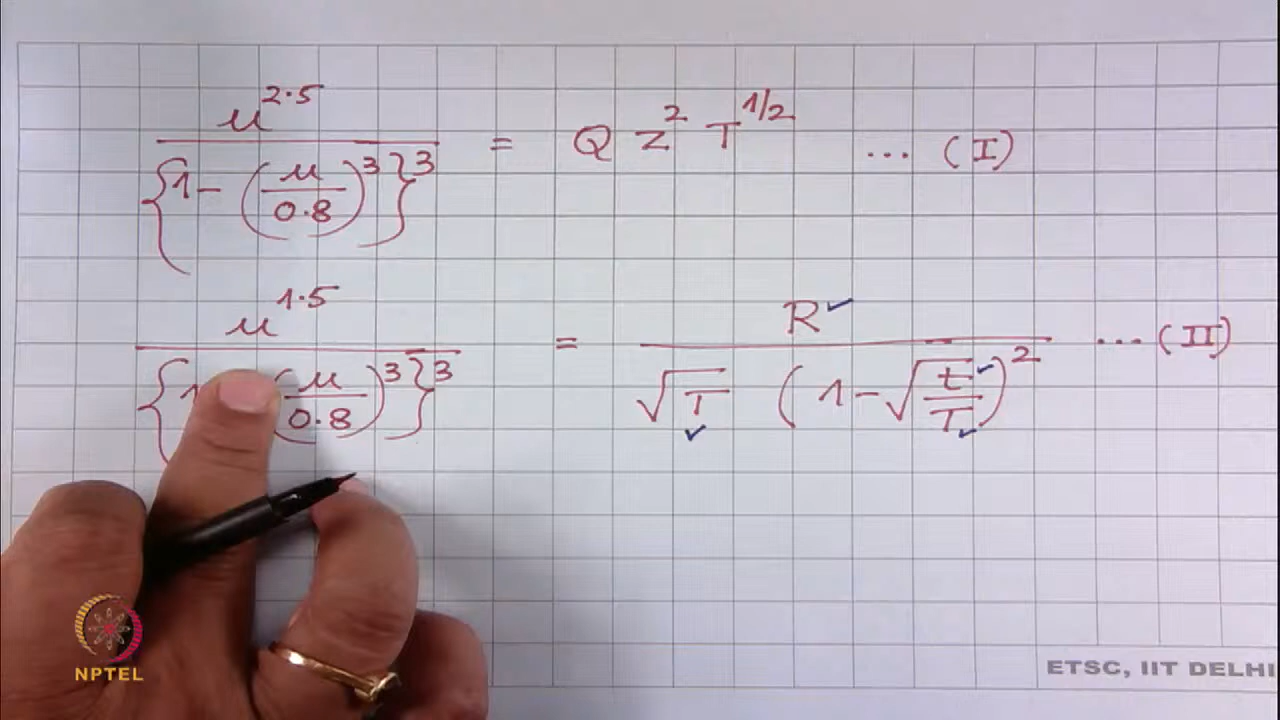 u^2.5 / {1-(u/0.8)^3}^3 = Q Z^2 T^1/2 ... (I)
u^1.5 / {1 (u/0.8)^3}^3 = R / √T (1-√t/T)^2 ... (II)
NPTEL
ETSC, IIT DELHI